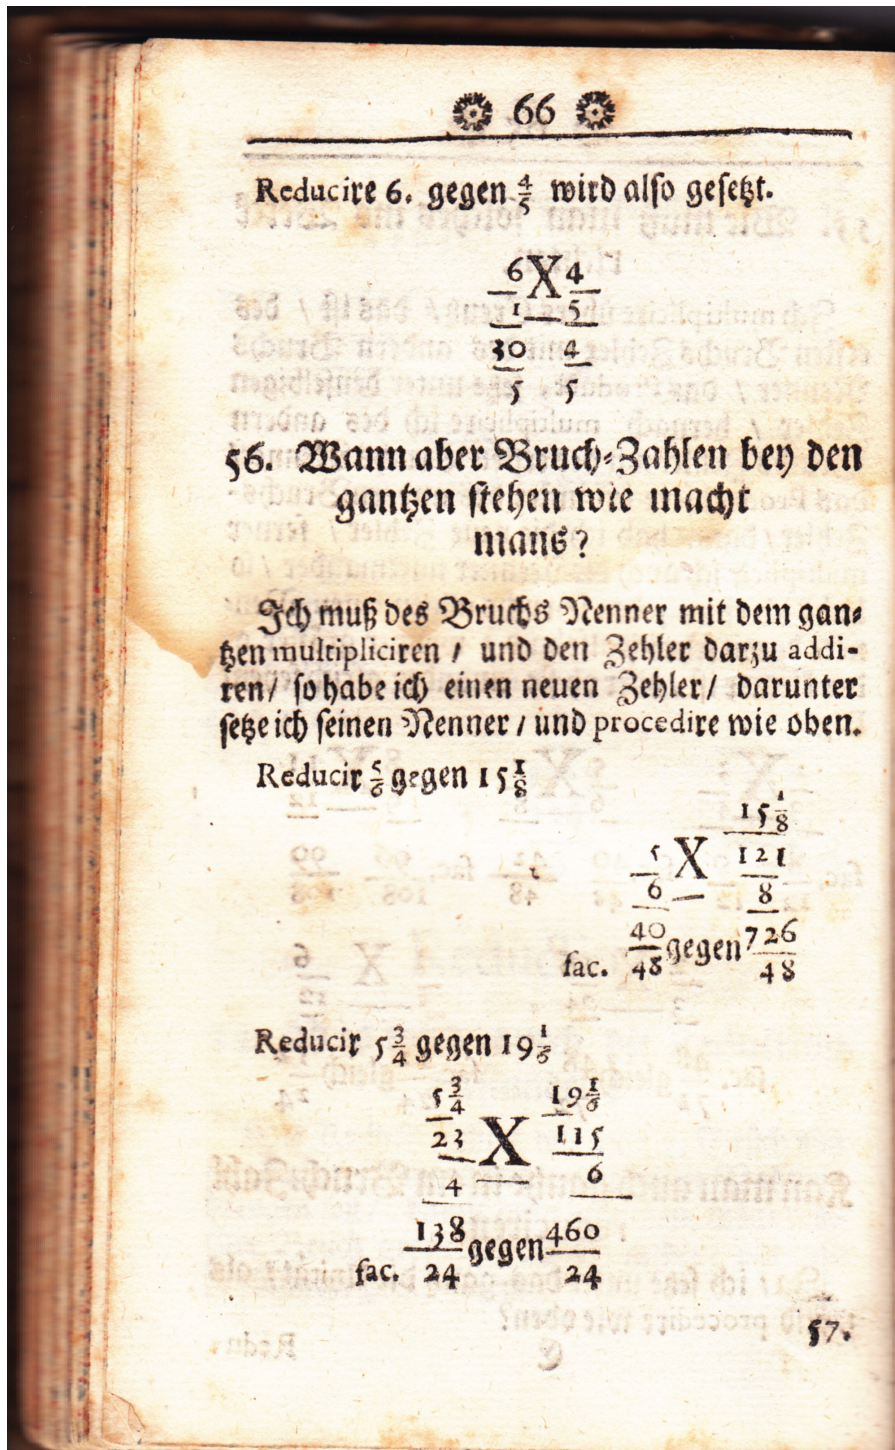 66
Reducire 6. gegen 4/5 wird also gesetzt.
6 X 4
1 5
30 4
5 5
56. Wann aber Bruch-Zahlen bey den
gantzen stehen wie macht
mans?
Ich muß des Bruchs Nenner mit dem gan-
tzen multipliciren / und den Zehler darzu addi-
ren / so habe ich einen neuen Zehler / darunter
setze ich seinen Nenner / und procedire wie oben.
Reducir 5/6 gegen 15 1/8
15 1/8
5 X 121
6 8
fac. 40/48 gegen 726/48
Reducir 5 3/4 gegen 19 1/6
5 3/4 19 1/6
23 X 115
4 6
fac. 138/24 gegen 460/24
57.